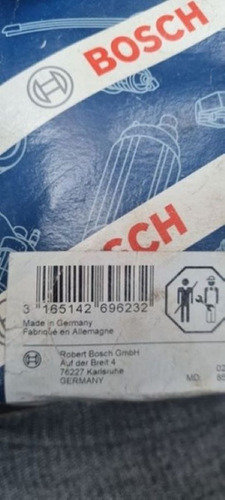 BOSCH
BOSCH
3 165142 696232
Made in Germany
Fabriqué en Allemagne
Robert Bosch GmbH
Auf der Breit 4
76227 Karlsruhe
GERMANY
MD